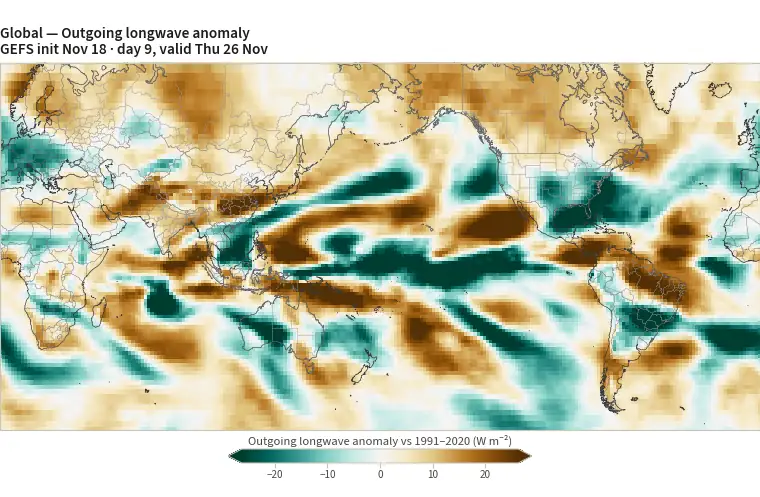 Global — Outgoing longwave anomaly
GEFS init Nov 18 · day 9, valid Thu 26 Nov
Outgoing longwave anomaly vs 1991–2020 (W m⁻²)
−20 −10 0 10 20